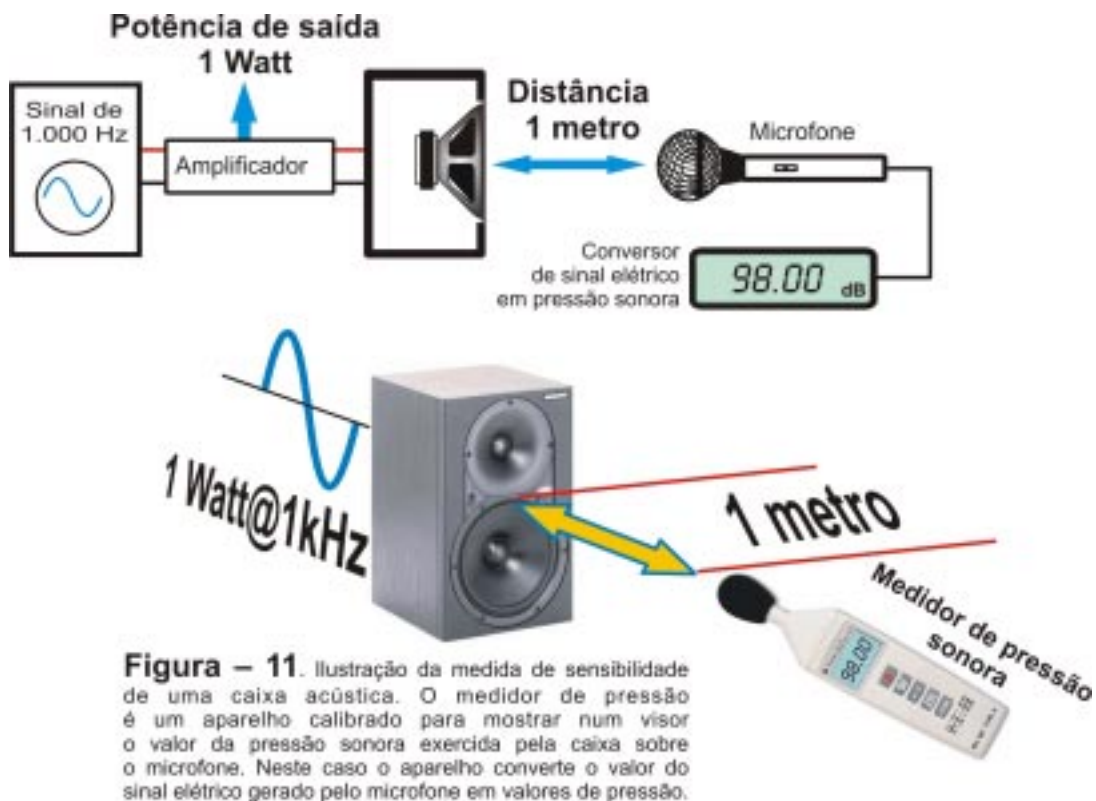 Potência de saída
1 Watt
Sinal de
1.000 Hz
Amplificador
Distância
1 metro
Microfone
Conversor
de sinal elétrico
em pressão sonora
98.00 dB
1 Watt@1kHz
1 metro
98.00
Medidor de pressão
sonora
Figura – 11. Ilustração da medida de sensibilidade
de uma caixa acústica. O medidor de pressão
é um aparelho calibrado para mostrar num visor
o valor da pressão sonora exercida pela caixa sobre
o microfone. Neste caso o aparelho converte o valor do
sinal elétrico gerado pelo microfone em valores de pressão.